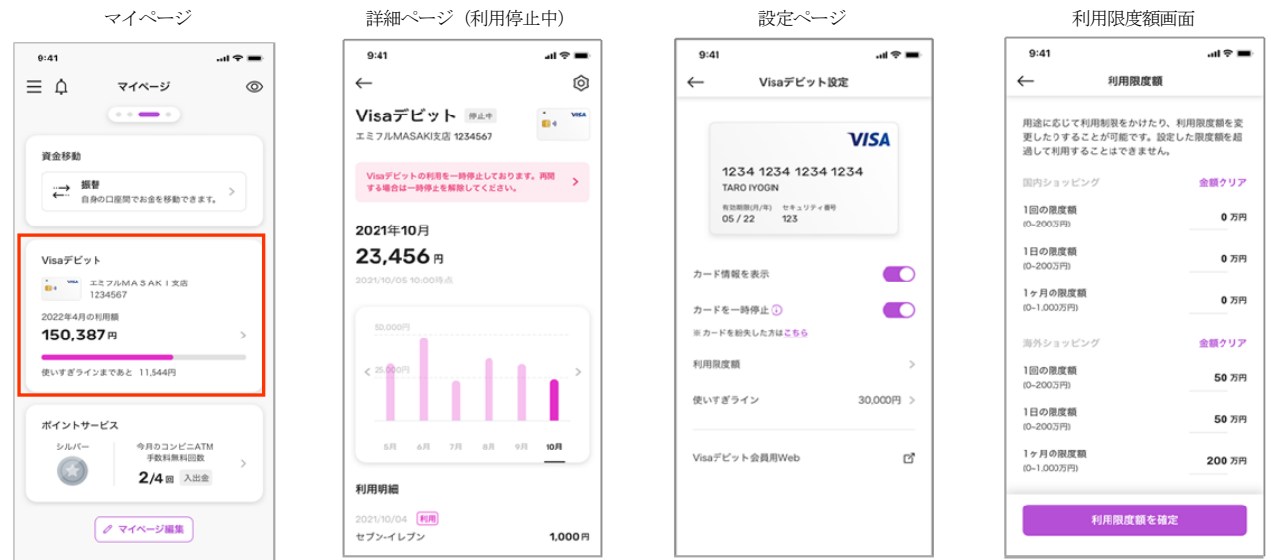 マイページ
9:41
マイページ
資金移動
振替
自身の口座間でお金を移動できます。
Visaデビット
VISA
エミフルMASAKI支店
1234567
2022年4月の利用額
150,387円
使いすぎラインまであと 11,544円
ポイントサービス
シルバー
今月のコンビニATM
手数料無料回数
2/4回 入出金
マイページ編集
詳細ページ（利用停止中）
9:41
Visaデビット 停止中
VISA
エミフルMASAKI支店 1234567
Visaデビットの利用を一時停止しております。再開
する場合は一時停止を解除してください。
2021年10月
23,456円
2021/10/05 10:00時点
50,000円
25,000円
5月 6月 7月 8月 9月 10月
利用明細
2021/10/04 利用
セブン-イレブン 1,000円
設定ページ
9:41
Visaデビット設定
VISA
1234 1234 1234 1234
TARO IYOGIN
有効期限(月/年) セキュリティ番号
05 / 22 123
カード情報を表示
カードを一時停止
※カードを紛失した方はこちら
利用限度額
使いすぎライン 30,000円
Visaデビット会員用Web
利用限度額画面
9:41
利用限度額
用途に応じて利用制限をかけたり、利用限度額を変
更したりすることが可能です。設定した限度額を超
過して利用することはできません。
国内ショッピング 金額クリア
1回の限度額
(0~200万円)
0 万円
1日の限度額
(0~200万円)
0 万円
1ヶ月の限度額
(0~1,000万円)
0 万円
海外ショッピング 金額クリア
1回の限度額
(0~200万円)
50 万円
1日の限度額
(0~200万円)
50 万円
1ヶ月の限度額
(0~1,000万円)
200 万円
利用限度額を確定